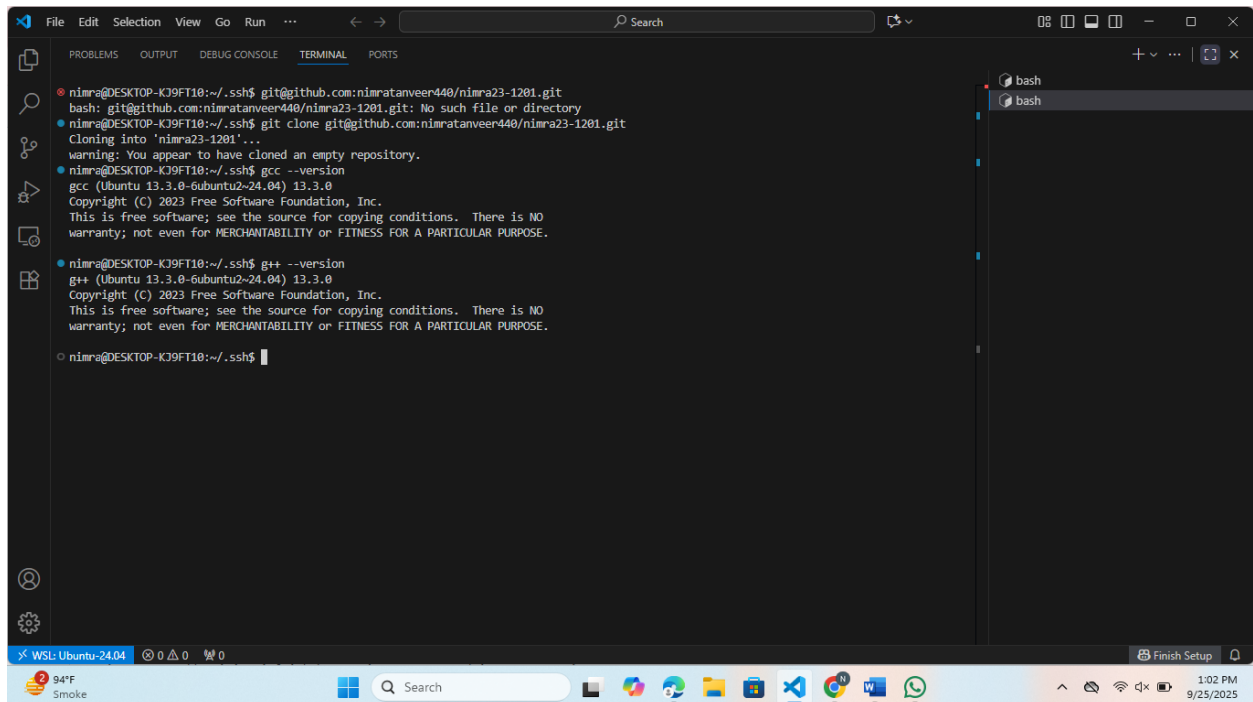 File Edit Selection View Go Run ··· Search
PROBLEMS OUTPUT DEBUG CONSOLE TERMINAL PORTS
nimra@DESKTOP-KJ9FT10:~/.ssh$ git@github.com:nimratanveer440/nimra23-1201.git
bash: git@github.com:nimratanveer440/nimra23-1201.git: No such file or directory
nimra@DESKTOP-KJ9FT10:~/.ssh$ git clone git@github.com:nimratanveer440/nimra23-1201.git
Cloning into 'nimra23-1201'...
warning: You appear to have cloned an empty repository.
nimra@DESKTOP-KJ9FT10:~/.ssh$ gcc --version
gcc (Ubuntu 13.3.0-6ubuntu2~24.04) 13.3.0
Copyright (C) 2023 Free Software Foundation, Inc.
This is free software; see the source for copying conditions.  There is NO
warranty; not even for MERCHANTABILITY or FITNESS FOR A PARTICULAR PURPOSE.
nimra@DESKTOP-KJ9FT10:~/.ssh$ g++ --version
g++ (Ubuntu 13.3.0-6ubuntu2~24.04) 13.3.0
Copyright (C) 2023 Free Software Foundation, Inc.
This is free software; see the source for copying conditions.  There is NO
warranty; not even for MERCHANTABILITY or FITNESS FOR A PARTICULAR PURPOSE.
nimra@DESKTOP-KJ9FT10:~/.ssh$
bash
bash
WSL: Ubuntu-24.04 0 0 0 Finish Setup
2
94°F
Smoke
Search
N
1:02 PM
9/25/2025